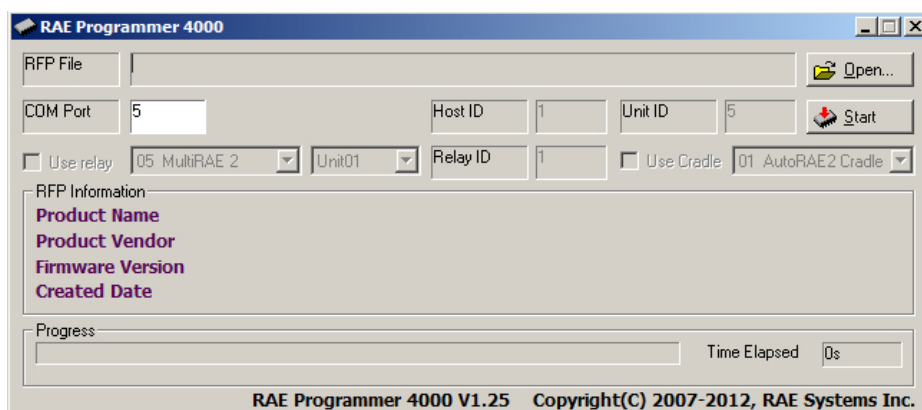 RAE Programmer 4000
RFP File Open...
COM Port 5 Host ID 1 Unit ID 5 Start
Use relay 05 MultiRAE 2 Unit01 Relay ID 1 Use Cradle 01 AutoRAE2 Cradle
RFP Information
Product Name
Product Vendor
Firmware Version
Created Date
Progress
Time Elapsed 0s
RAE Programmer 4000 V1.25 Copyright(C) 2007-2012, RAE Systems Inc.